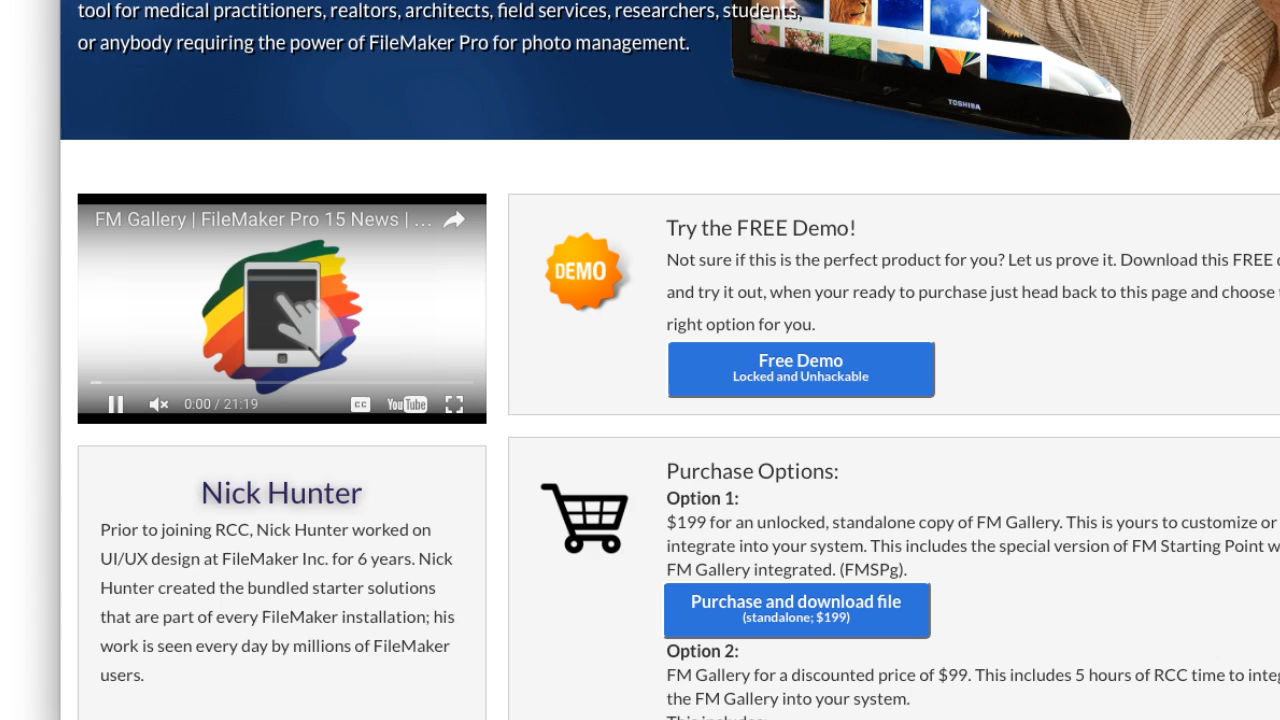 tool for medical practitioners, realtors, architects, field services, researchers, students,
or anybody requiring the power of FileMaker Pro for photo management.
TOSHIBA
FM Gallery | FileMaker Pro 15 News | ...
0:00 / 21:19
CC
YouTube
Nick Hunter
Prior to joining RCC, Nick Hunter worked on
UI/UX design at FileMaker Inc. for 6 years. Nick
Hunter created the bundled starter solutions
that are part of every FileMaker installation; his
work is seen every day by millions of FileMaker
users.
DEMO
Try the FREE Demo!
Not sure if this is the perfect product for you? Let us prove it. Download this FREE
and try it out, when your ready to purchase just head back to this page and choose
right option for you.
Free Demo
Locked and Unhackable
Purchase Options:
Option 1:
$199 for an unlocked, standalone copy of FM Gallery. This is yours to customize or
integrate into your system. This includes the special version of FM Starting Point
FM Gallery integrated. (FMSPg).
Purchase and download file
(standalone; $199)
Option 2:
FM Gallery for a discounted price of $99. This includes 5 hours of RCC time to
the FM Gallery into your system.
This includes: